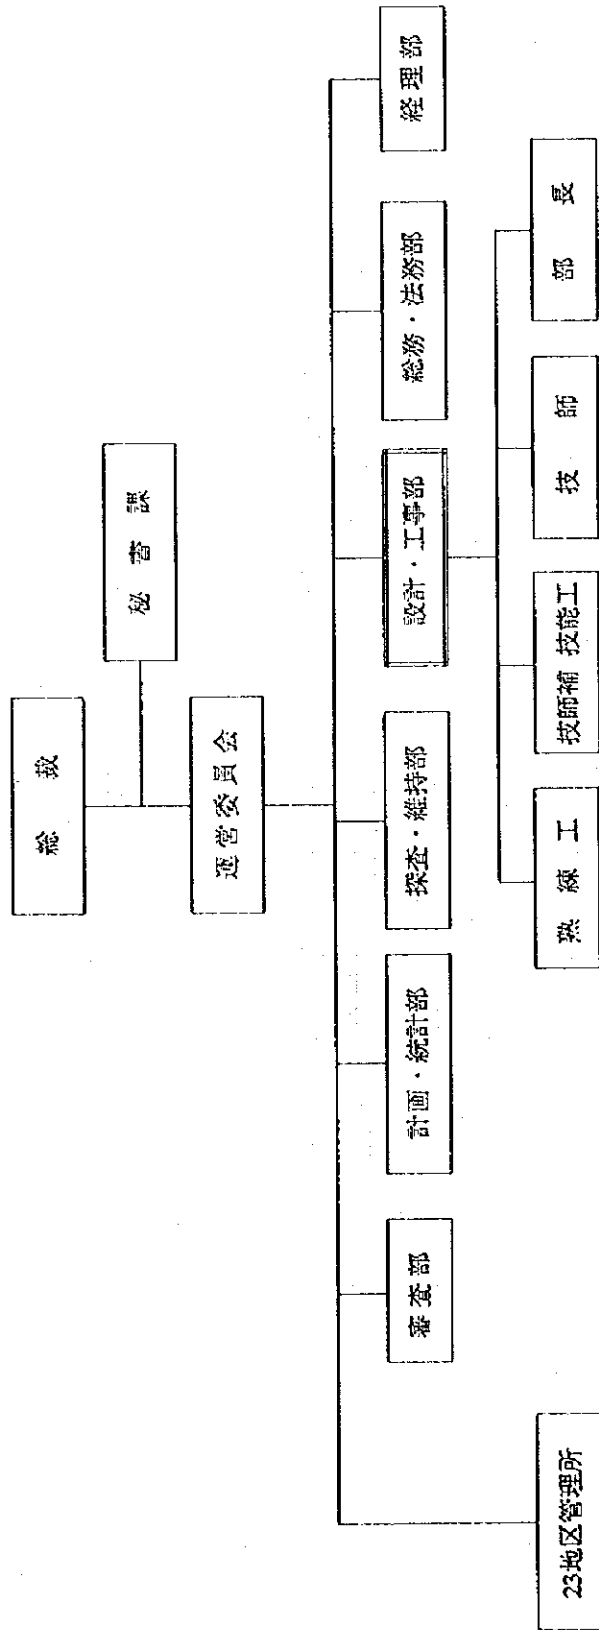 総裁
秘書課
運営委員会
23地区管理所
審査部
計画・統計部
探査・維持部
設計・工事部
総務・法務部
経理部
熟練工
技師補 技能工
技師
部長